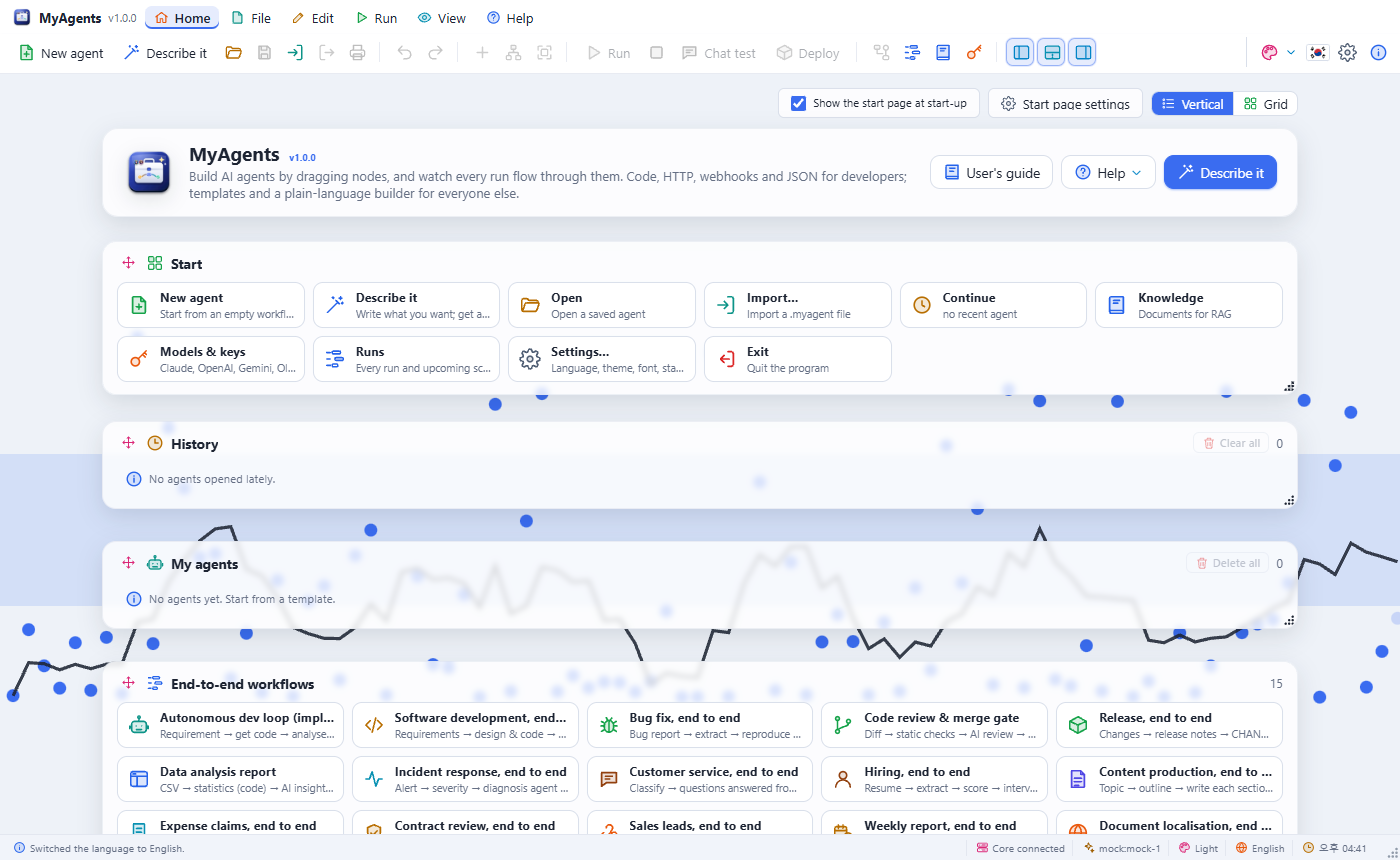 MyAgents v1.0.0 Home File Edit Run View Help
New agent Describe it Run Chat test Deploy
Show the start page at start-up Start page settings Vertical Grid
MyAgents v1.0.0
Build AI agents by dragging nodes, and watch every run flow through them. Code, HTTP, webhooks and JSON for developers;
templates and a plain-language builder for everyone else.
User's guide Help Describe it
Start
New agent Describe it Open Import... Continue Knowledge
Start from an empty workfl... Write what you want; get a... Open a saved agent Import a .myagent file no recent agent Documents for RAG
Models & keys Runs Settings... Exit
Claude, OpenAI, Gemini, Ol... Every run and upcoming sc... Language, theme, font, sta... Quit the program
History Clear all 0
No agents opened lately.
My agents Delete all 0
No agents yet. Start from a template.
End-to-end workflows 15
Autonomous dev loop (impl... Software development, end... Bug fix, end to end Code review & merge gate Release, end to end
Requirement → get code → analyse... Requirements → design & code → ... Bug report → extract → reproduce ... Diff → static checks → AI review → ... Changes → release notes → CHAN...
Data analysis report Incident response, end to end Customer service, end to end Hiring, end to end Content production, end to ...
CSV → statistics (code) → AI insight... Alert → severity → diagnosis agent ... Classify → questions answered fro... Resume → extract → score → interv... Topic → outline → write each sectio...
Expense claims, end to end Contract review, end to end Sales leads, end to end Weekly report, end to end Document localisation, end ...
Switched the language to English. Core connected mock:mock-1 Light English 오후 04:41